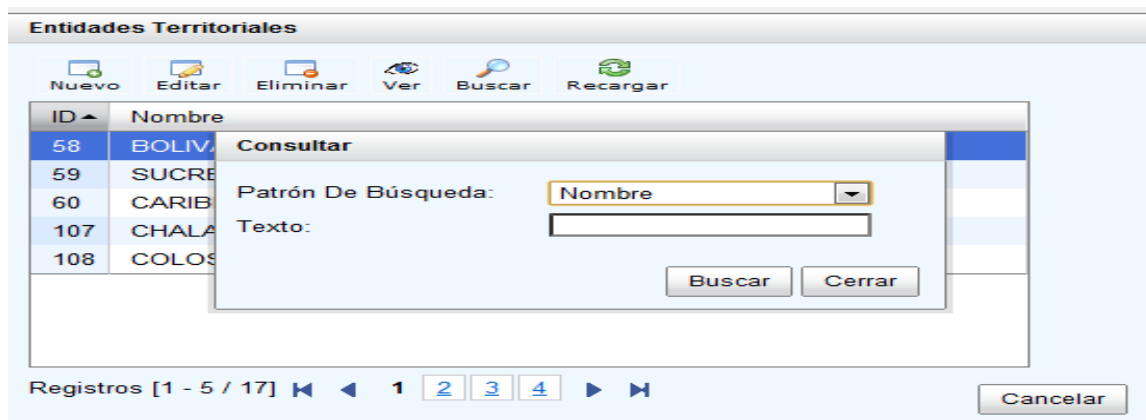 Entidades Territoriales
Nuevo Editar Eliminar Ver Buscar Recargar
ID Nombre
58 BOLIV
59 SUCRE
60 CARIB
107 CHALA
108 COLOS
Consultar
Patrón De Búsqueda: Nombre
Texto:
Buscar Cerrar
Registros [1 - 5 / 17] 1 2 3 4
Cancelar